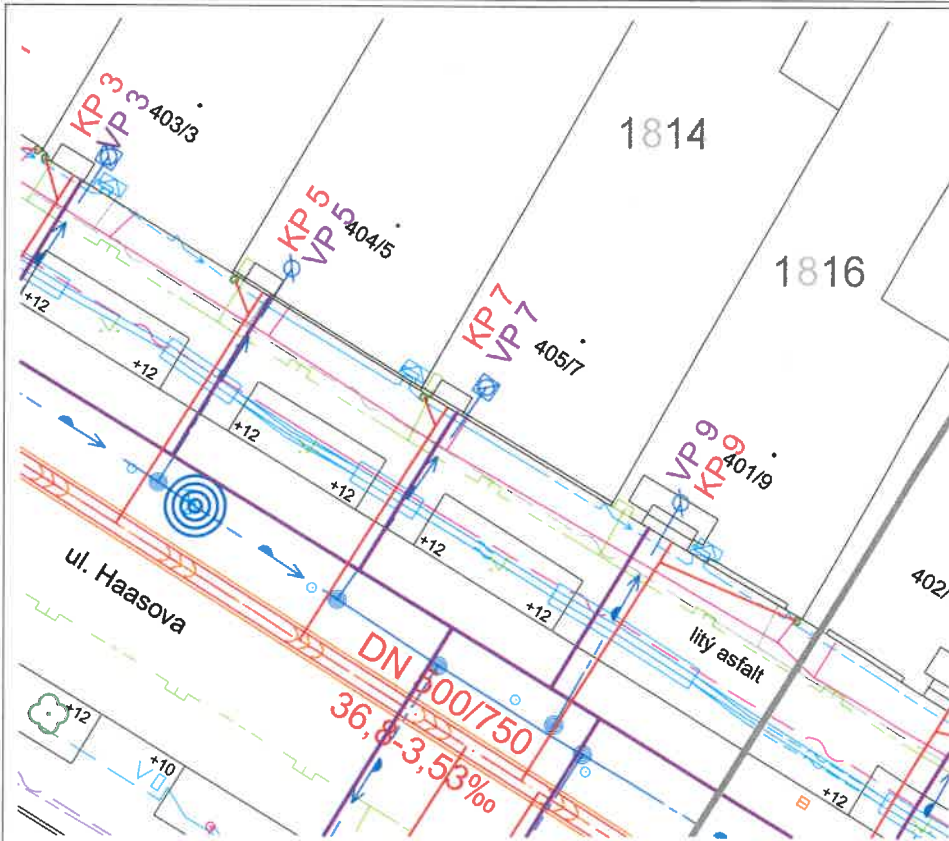 KP 3
VP 3
403/3
1814
KP 5
VP 5
404/5
1816
KP 7
VP 7
405/7
VP 9
KP 9
401/9
+12
+12
+12
+12
+12
+12
402/
litý asfalt
ul. Haasova
DN 600/750
36,8-3,53‰
+12
+10
+12